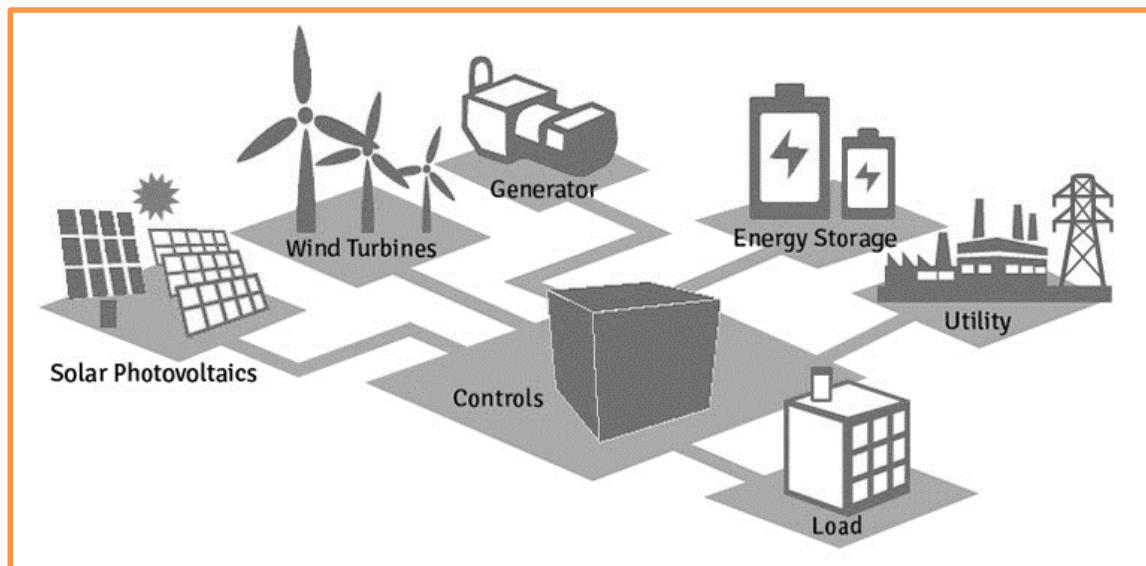 Generator
Wind Turbines
Energy Storage
Utility
Solar Photovoltaics
Controls
Load